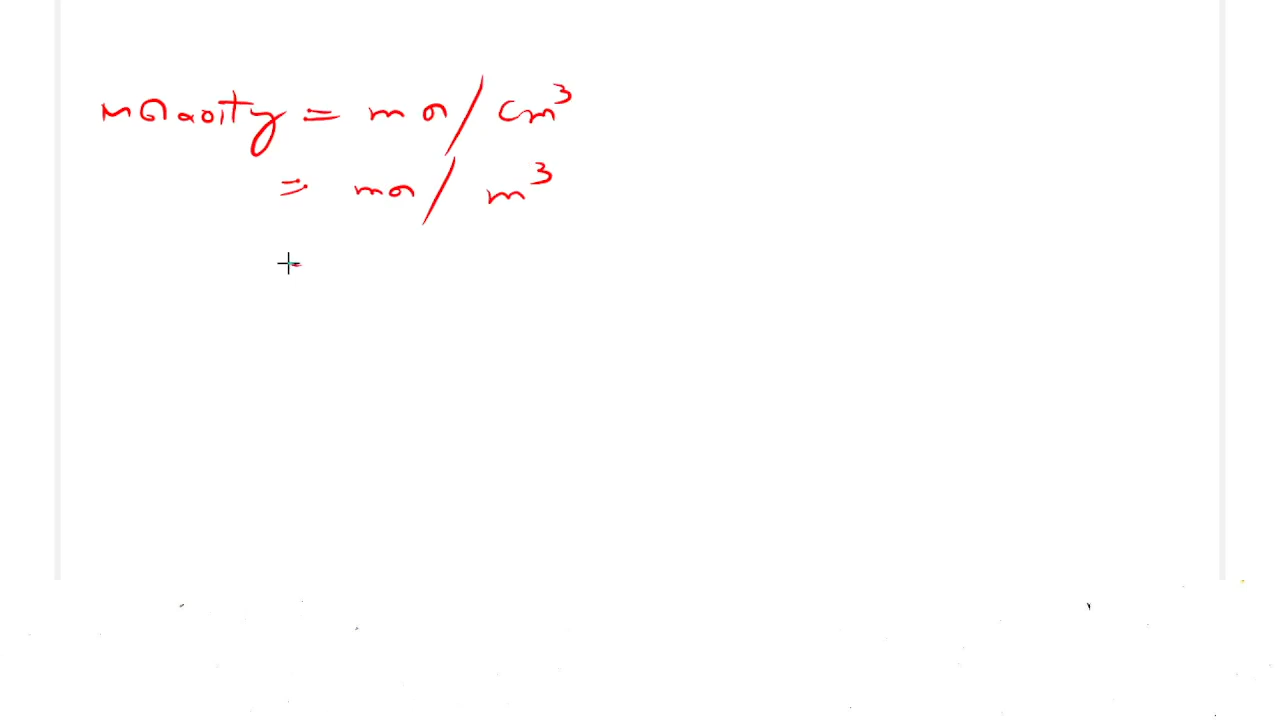 molarity = mol / cm³
= mol / m³
=